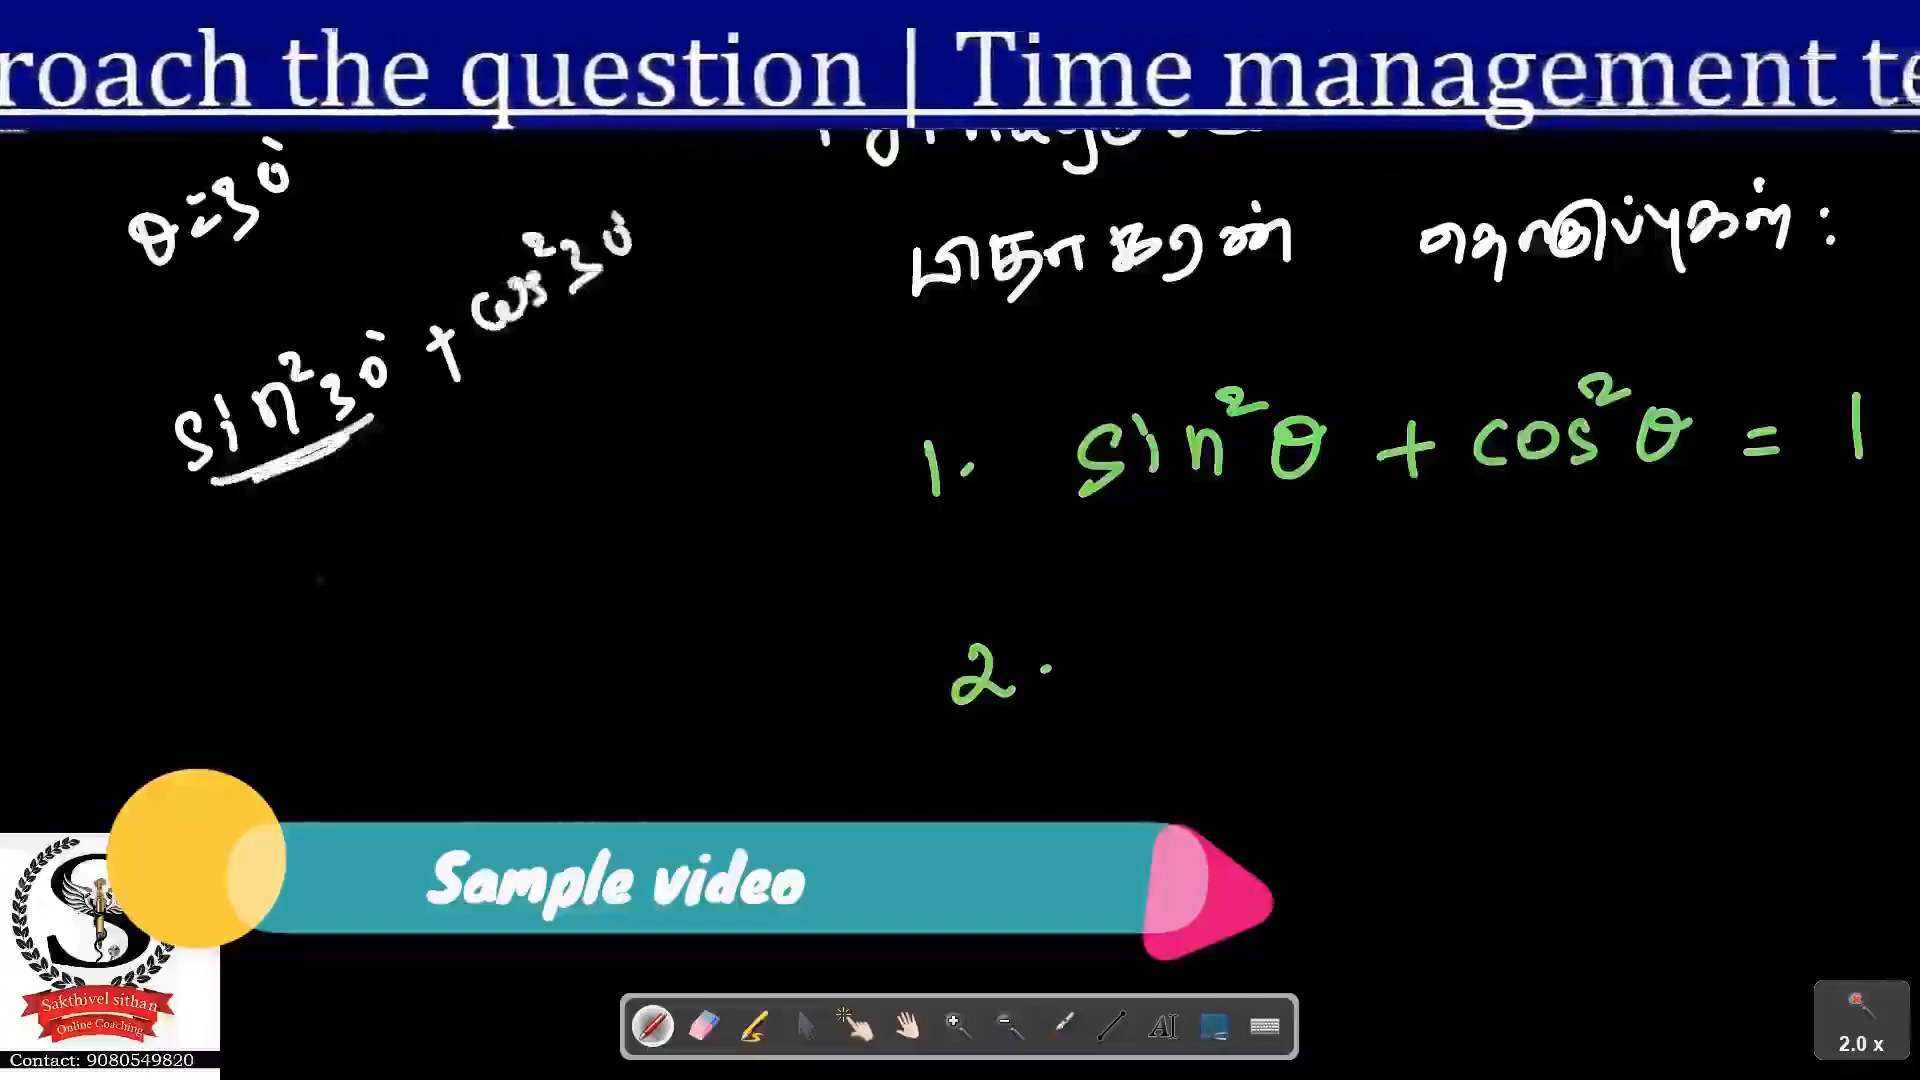 roach the question | Time management te
θ=30°
sin²30° + cos²30°
பிதாகரஸ்
1. sin²θ + cos²θ = 1
2.
Sample video
Sakthivel sithan
Online Coaching
Contact: 9080549820
AI
2.0 x